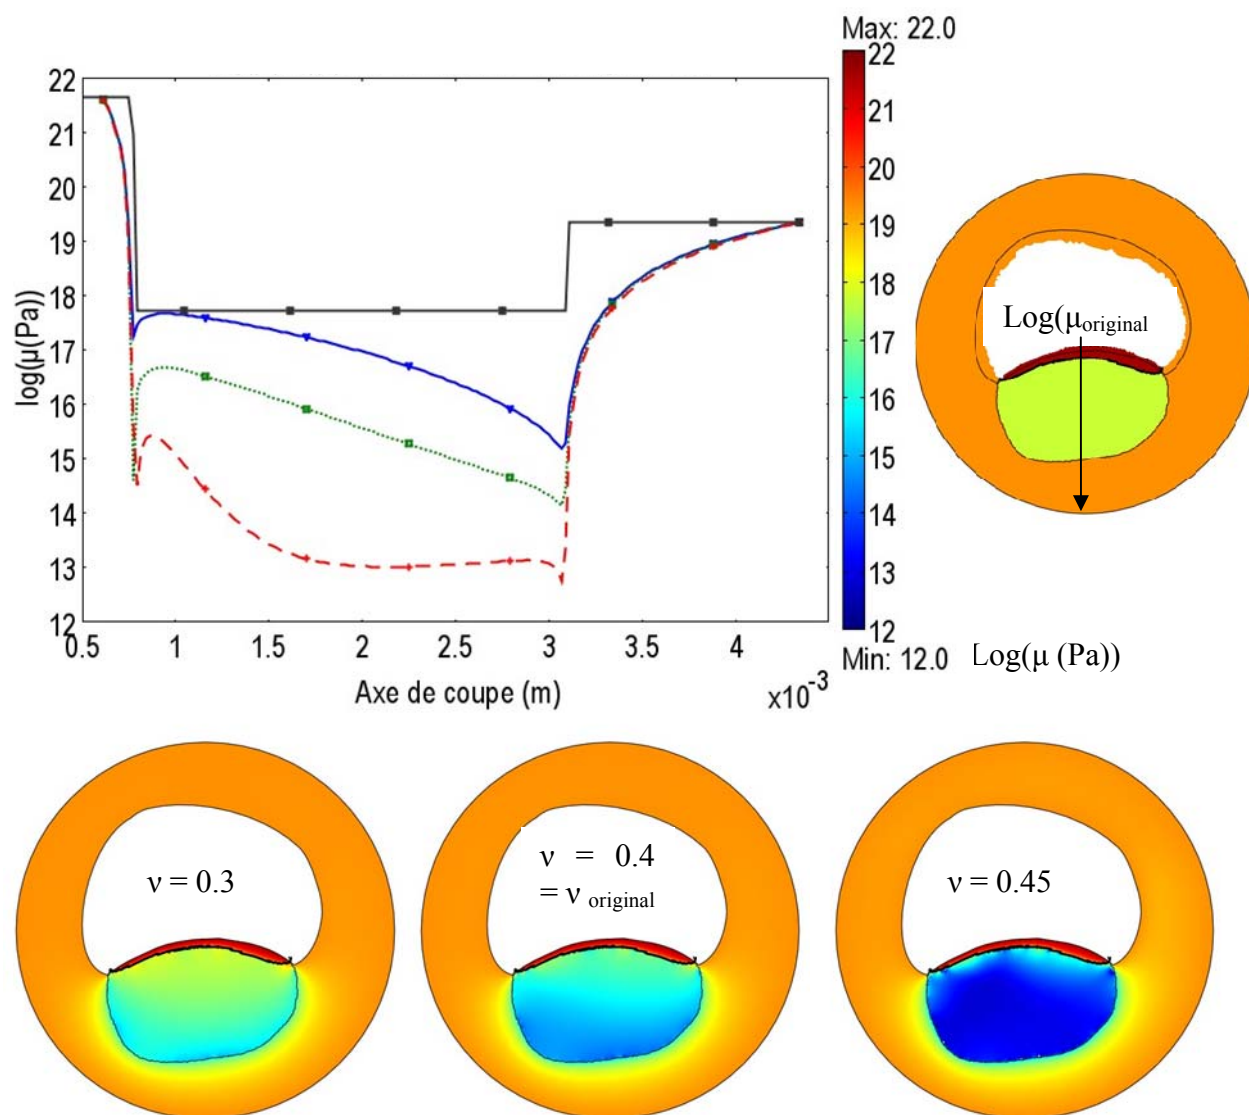 Max: 22.0
22
21
20
19
18
17
16
15
14
13
12
log(μ(Pa))
0.5
1
1.5
2
2.5
3
3.5
4
x10⁻³
Axe de coupe (m)
22
21
20
19
18
17
16
15
14
13
12
Min: 12.0
Log(μ (Pa))
Log(μoriginal
ν = 0.3
ν = 0.4
= ν original
ν = 0.45